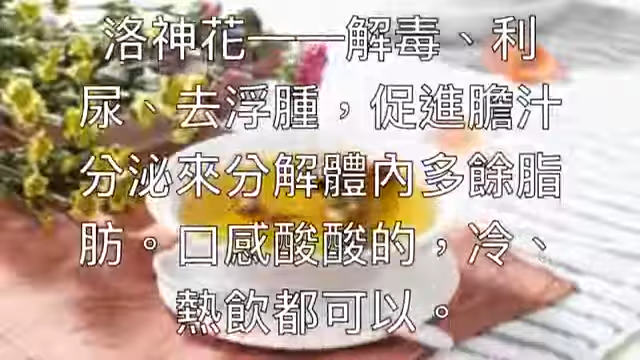 洛神花——解毒、利
尿、去浮腫，促進膽汁
分泌來分解體內多餘脂
肪。口感酸酸的，冷、
熱飲都可以。